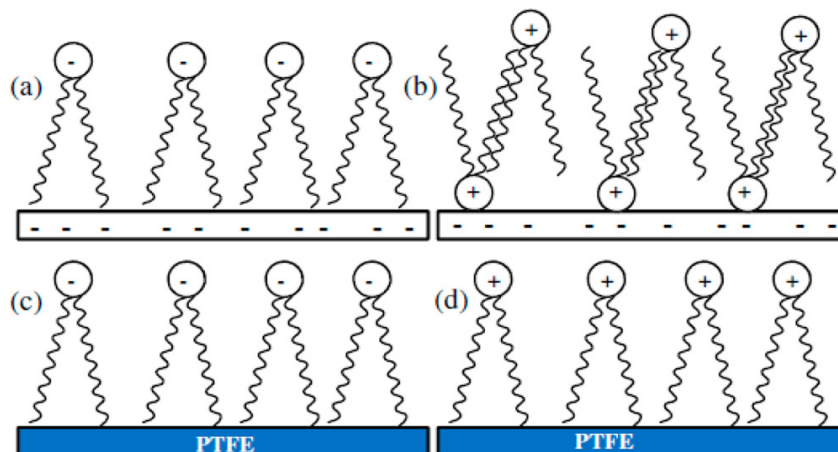 (a)
- - - -
- - - - - - - - - -
(b)
+ + +
+ + +
- - - - - - - - - -
(c)
- - - -
PTFE
(d)
+ + + +
PTFE